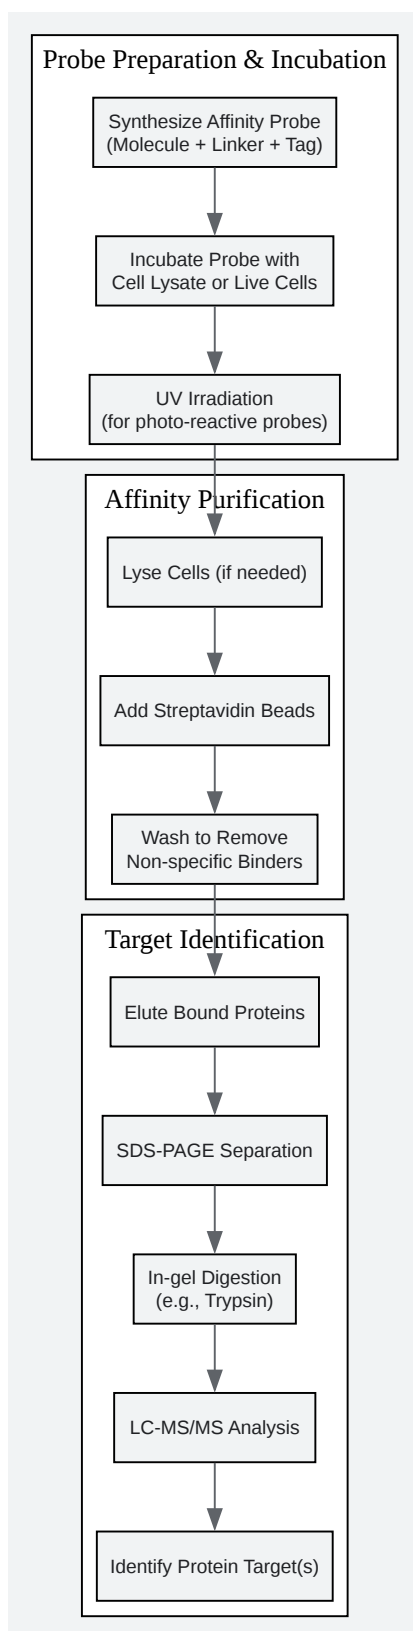 Probe Preparation & Incubation
Synthesize Affinity Probe
(Molecule + Linker + Tag)
Incubate Probe with
Cell Lysate or Live Cells
UV Irradiation
(for photo-reactive probes)
Affinity Purification
Lyse Cells (if needed)
Add Streptavidin Beads
Wash to Remove
Non-specific Binders
Target Identification
Elute Bound Proteins
SDS-PAGE Separation
In-gel Digestion
(e.g., Trypsin)
LC-MS/MS Analysis
Identify Protein Target(s)